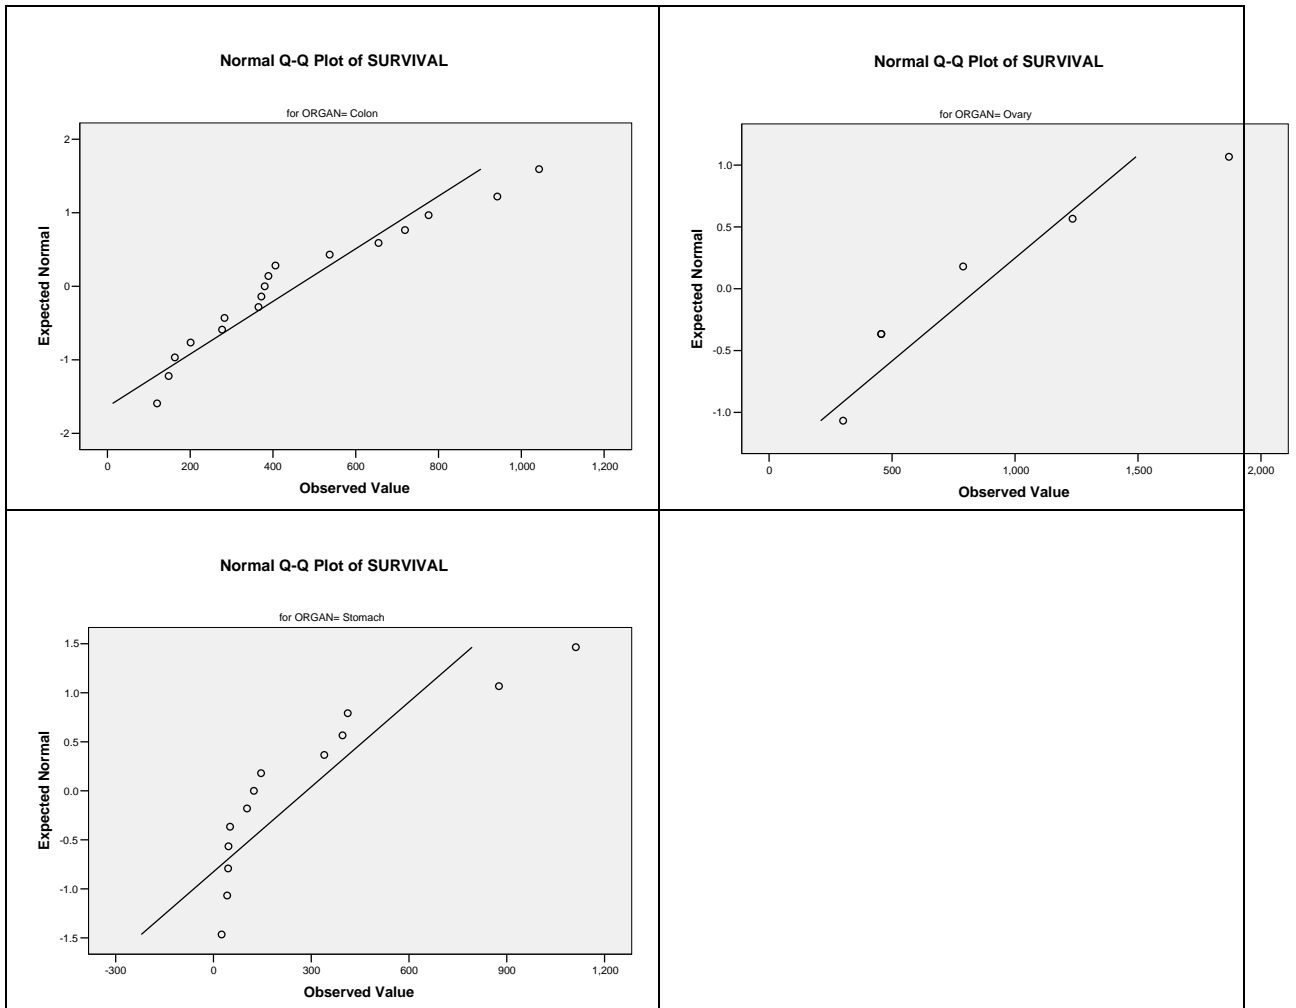 Normal Q-Q Plot of SURVIVAL
for ORGAN= Colon
2
1
0
-1
-2
Expected Normal
0 200 400 600 800 1,000 1,200
Observed Value
Normal Q-Q Plot of SURVIVAL
for ORGAN= Ovary
1.0
0.5
0.0
-0.5
-1.0
Expected Normal
0 500 1,000 1,500 2,000
Observed Value
Normal Q-Q Plot of SURVIVAL
for ORGAN= Stomach
1.5
1.0
0.5
0.0
-0.5
-1.0
-1.5
Expected Normal
-300 0 300 600 900 1,200
Observed Value